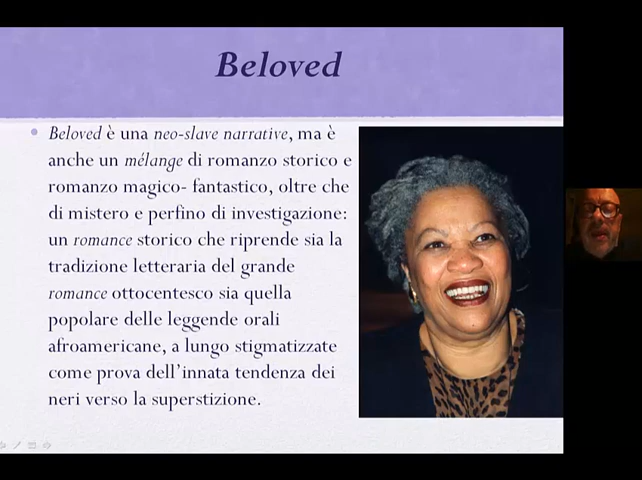 Beloved
Beloved è una neo-slave narrative, ma è
anche un mélange di romanzo storico e
romanzo magico- fantastico, oltre che
di mistero e perfino di investigazione:
un romance storico che riprende sia la
tradizione letteraria del grande
romance ottocentesco sia quella
popolare delle leggende orali
afroamericane, a lungo stigmatizzate
come prova dell'innata tendenza dei
neri verso la superstizione.